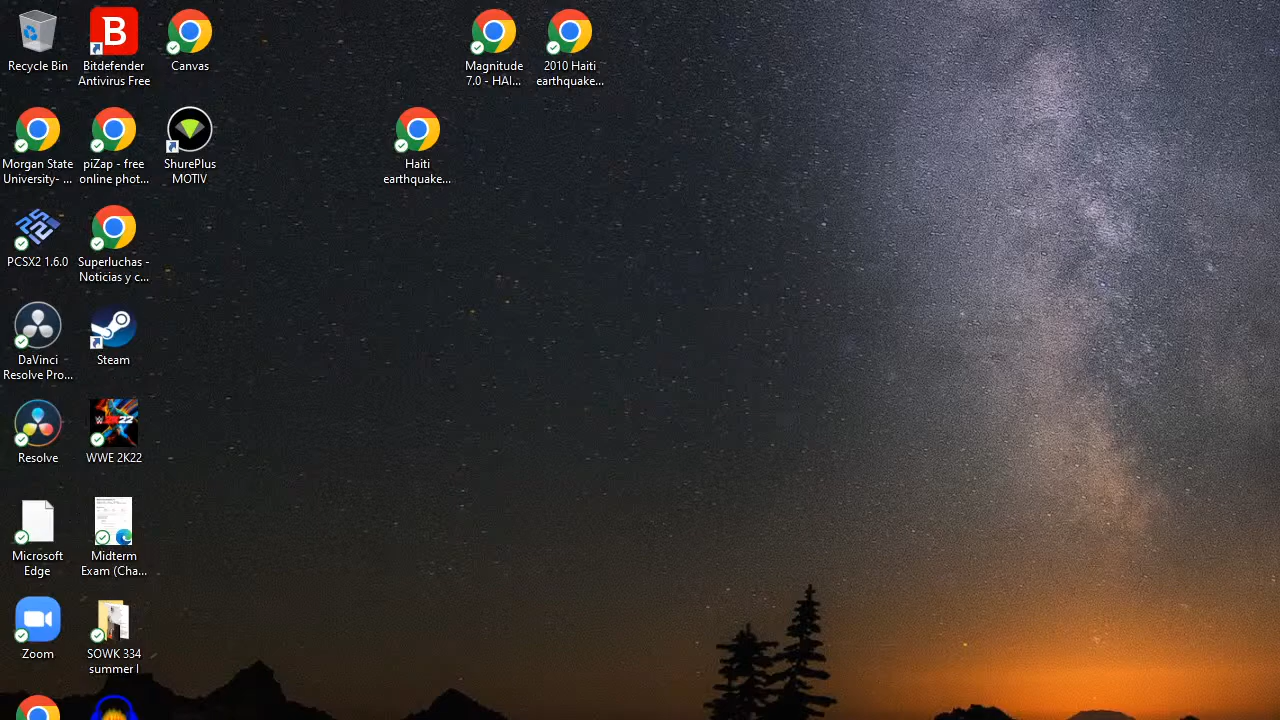 Recycle Bin
Bitdefender
Antivirus Free
Canvas
Magnitude
7.0 - HAI...
2010 Haiti
earthquake...
Morgan State
University- ...
piZap - free
online phot...
ShurePlus
MOTIV
Haiti
earthquake...
PCSX2 1.6.0
Superluchas -
Noticias y c...
DaVinci
Resolve Pro...
Steam
Resolve
WWE 2K22
Microsoft
Edge
Midterm
Exam (Cha...
Zoom
SOWK 334
summer I